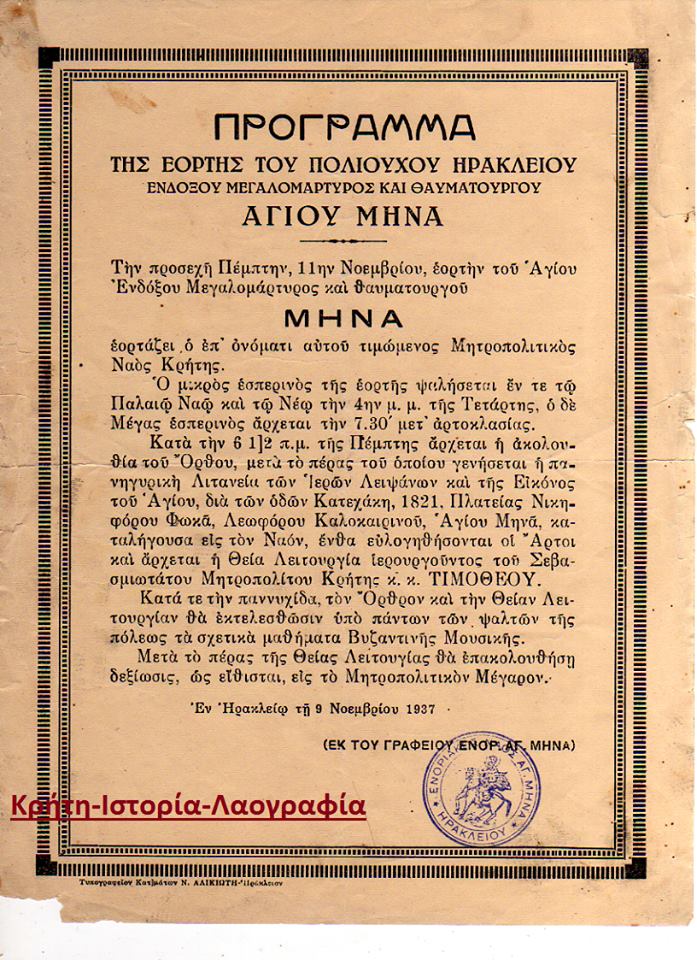 ΠΡΟΓΡΑΜΜΑ
ΤΗΣ ΕΟΡΤΗΣ ΤΟΥ ΠΟΛΙΟΥΧΟΥ ΗΡΑΚΛΕΙΟΥ
ΕΝΔΟΞΟΥ ΜΕΓΑΛΟΜΑΡΤΥΡΟΣ ΚΑΙ ΘΑΥΜΑΤΟΥΡΓΟΥ
ΑΓΙΟΥ ΜΗΝΑ
Τὴν προσεχῆ Πέμπτην, 11ην Νοεμβρίου, ἑορτὴν τοῦ Ἁγίου
Ἐνδόξου Μεγαλομάρτυρος καὶ θαυματουργοῦ
ΜΗΝΑ
ἑορτάζει ὁ ἐπ' ὀνόματι αὐτοῦ τιμώμενος Μητροπολιτικὸς
Ναὸς Κρήτης.
Ὁ μικρὸς ἑσπερινὸς τῆς ἑορτῆς ψαλήσεται ἔν τε τῷ
Παλαιῷ Ναῷ καὶ τῷ Νέῳ τὴν 4ην μ. μ. τῆς Τετάρτης, ὁ δὲ
Μέγας ἑσπερινὸς ἄρχεται τὴν 7.30' μετ' ἀρτοκλασίας.
Κατὰ τὴν 6 1]2 π.μ. τῆς Πέμπτης ἄρχεται ἡ ἀκολου-
θία τοῦ Ὄρθου, μετὰ τὸ πέρας τοῦ ὁποίου γενήσεται ἡ πα-
νηγυρικὴ Λιτανεία τῶν Ἱερῶν Λειψάνων καὶ τῆς Εἰκόνος
τοῦ Ἁγίου, διὰ τῶν ὁδῶν Κατεχάκη, 1821, Πλατείας Νικη-
φόρου Φωκᾶ, Λεωφόρου Καλοκαιρινοῦ, Ἁγίου Μηνᾶ, κα-
ταλήγουσα εἰς τὸν Ναόν, ἔνθα εὐλογηθήσονται οἱ Ἄρτοι
καὶ ἄρχεται ἡ Θεία Λειτουργία ἱερουργοῦντος τοῦ Σεβα-
σμιωτάτου Μητροπολίτου Κρήτης κ. κ. ΤΙΜΟΘΕΟΥ.
Κατά τε τὴν παννυχίδα, τὸν Ὄρθρον καὶ τὴν Θείαν Λει-
τουργίαν θὰ ἐκτελεσθῶσιν ὑπὸ πάντων τῶν ψαλτῶν τῆς
πόλεως τὰ σχετικὰ μαθήματα Βυζαντινῆς Μουσικῆς.
Μετὰ τὸ πέρας τῆς Θείας Λειτουγίας θὰ ἐπακολουθήσῃ
δεξίωσις, ὡς εἴθισται, εἰς τὸ Μητροπολιτικὸν Μέγαρον.
Ἐν Ἡρακλείῳ τῇ 9 Νοεμβρίου 1937
(ΕΚ ΤΟΥ ΓΡΑΦΕΙΟΥ ΕΝΟΡ. ΑΓ. ΜΗΝΑ)
ΑΓ. ΜΗΝΑ
ΗΡΑΚΛΕΙΟΥ
Κρήτη-Ιστορία-Λαογραφία
Τυπογραφεῖον Ν. ΑΛΙΚΙΩΤΗ-Ἡράκλειον